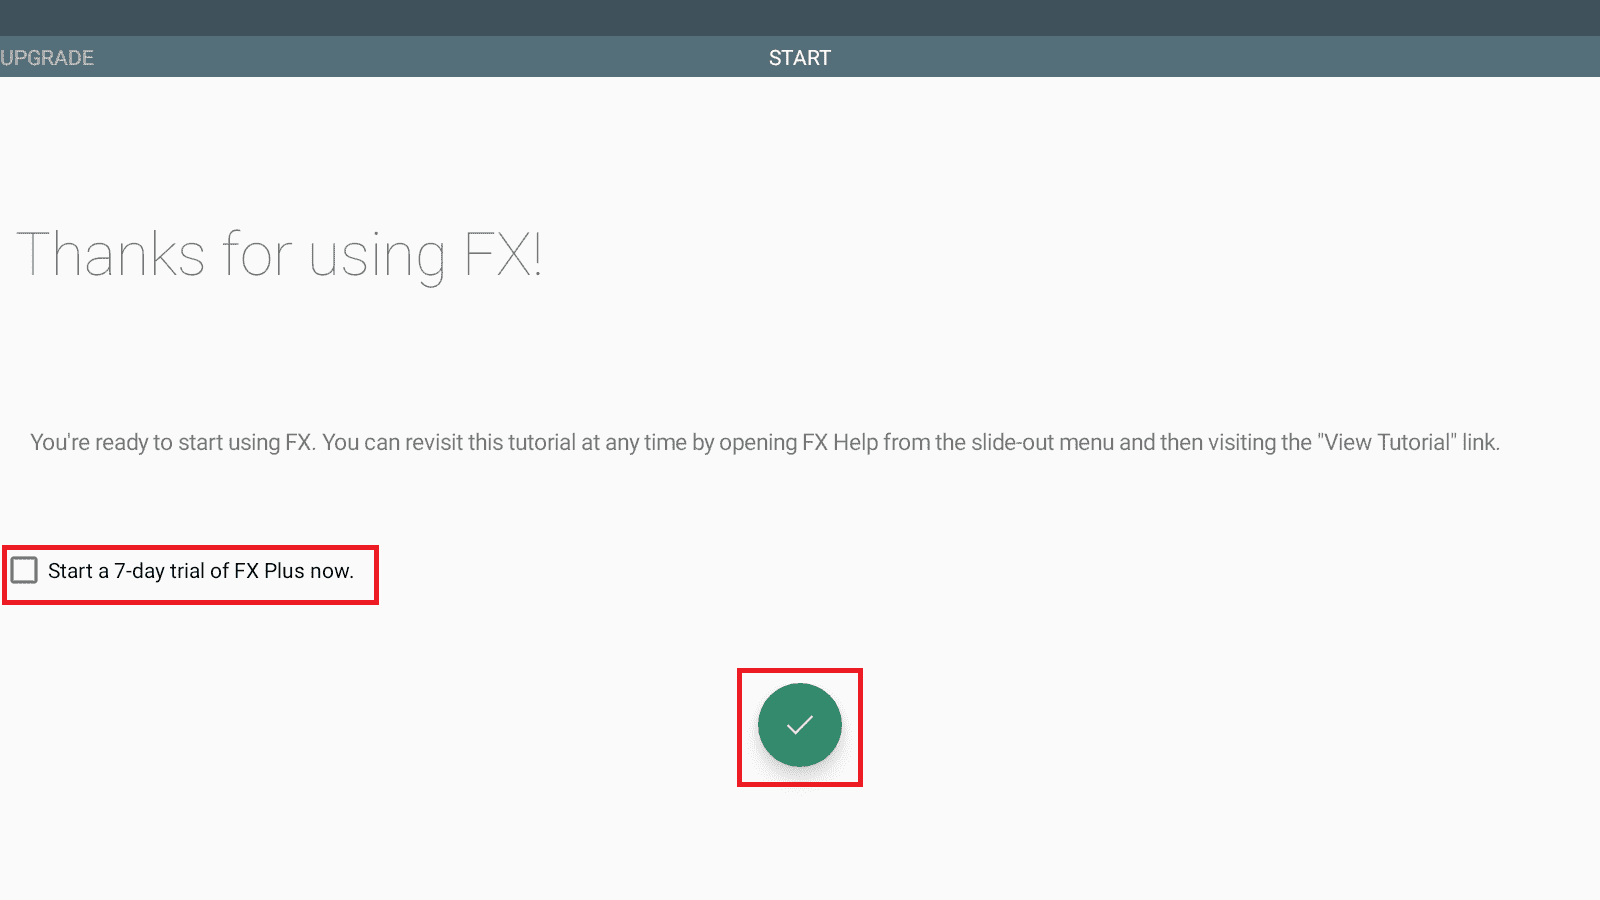 UPGRADE START
Thanks for using FX!
You're ready to start using FX. You can revisit this tutorial at any time by opening FX Help from the slide-out menu and then visiting the "View Tutorial" link.
Start a 7-day trial of FX Plus now.